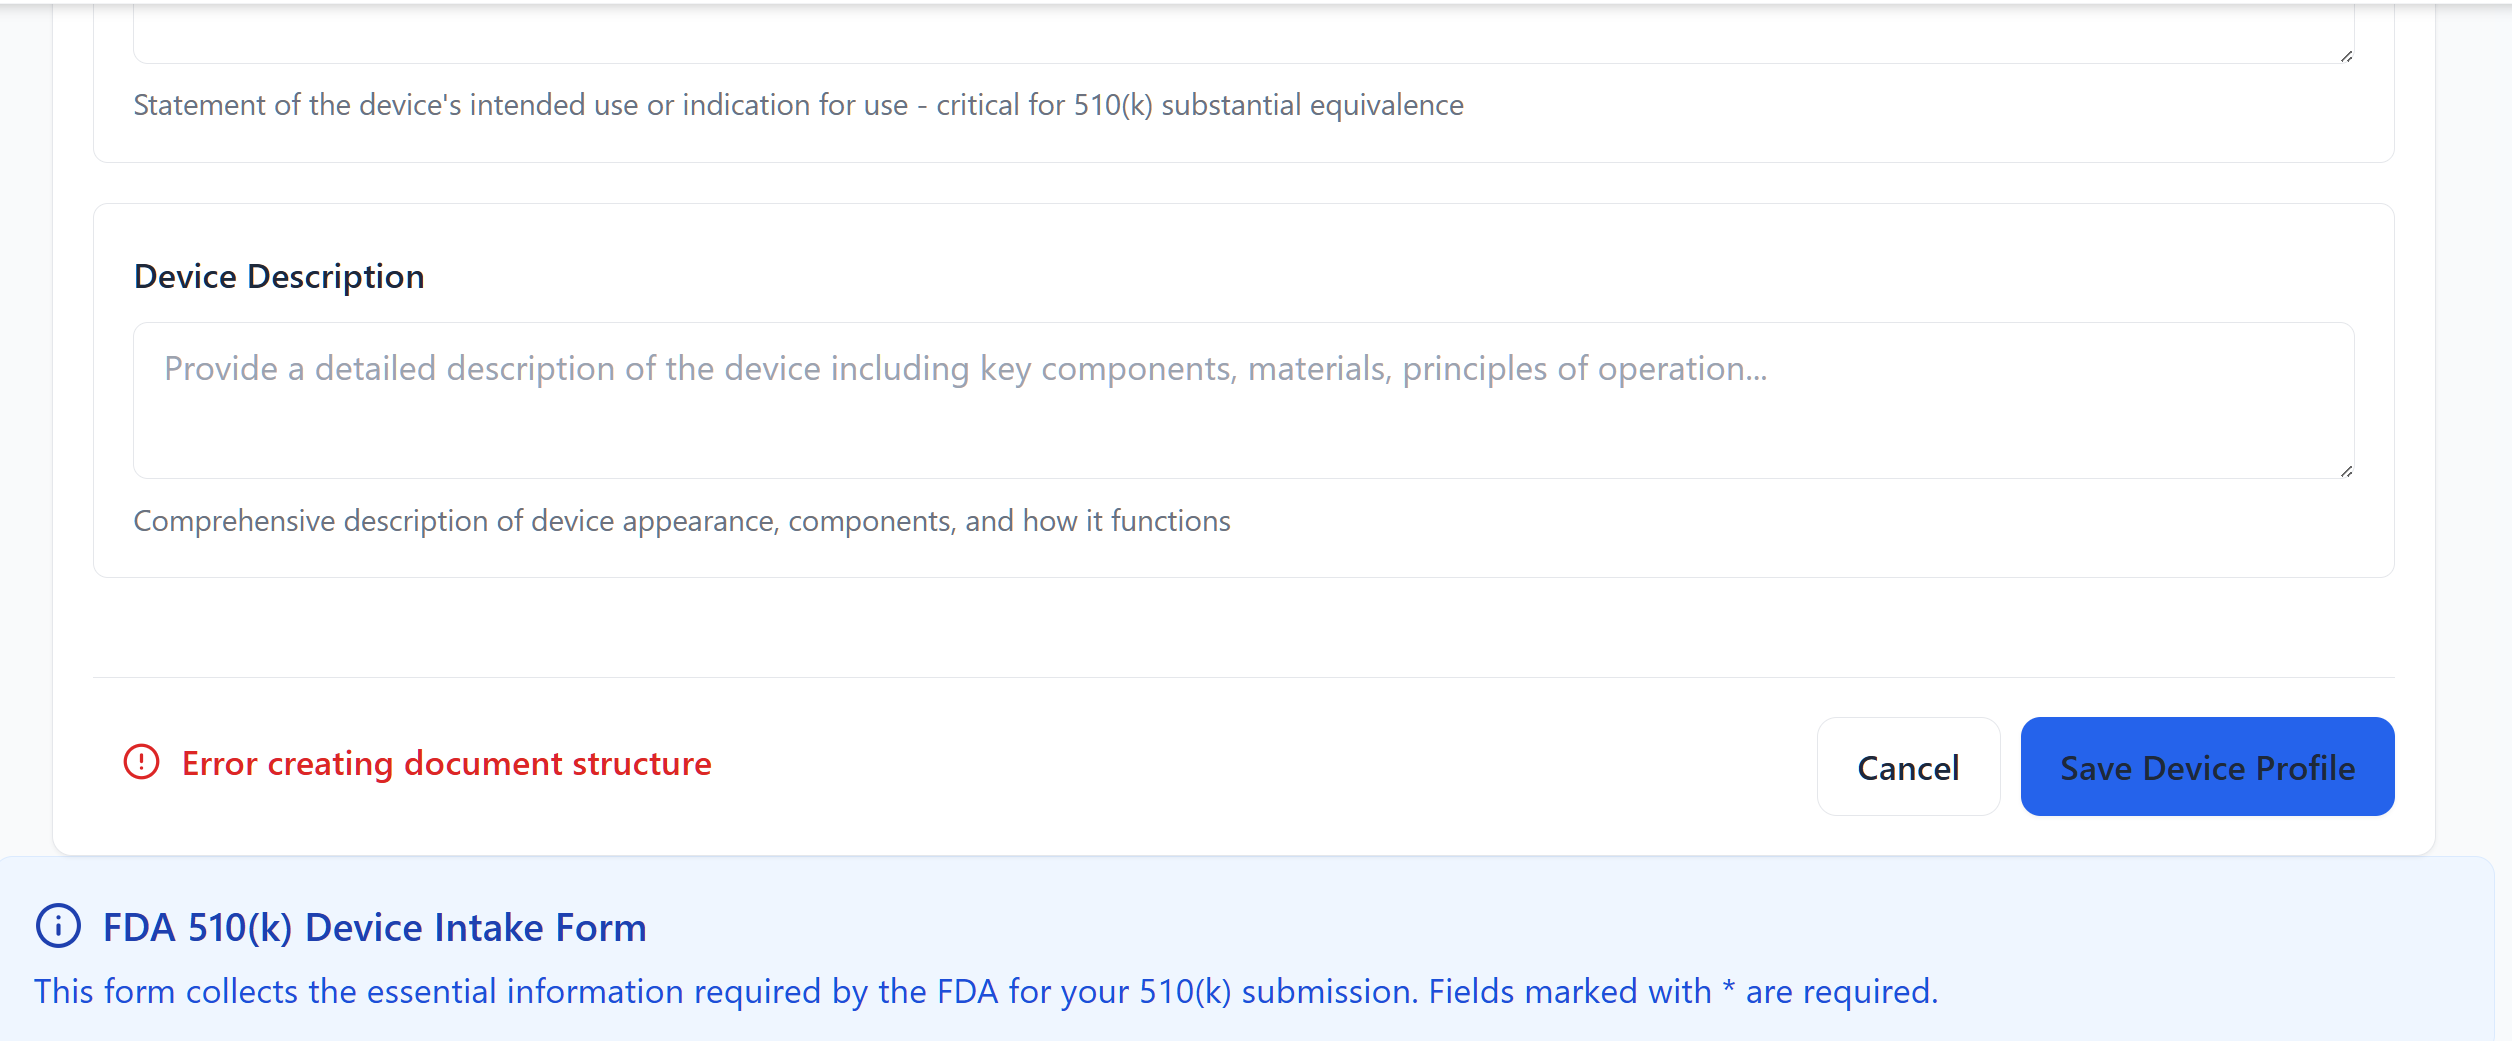 Statement of the device's intended use or indication for use - critical for 510(k) substantial equivalence
Device Description
Provide a detailed description of the device including key components, materials, principles of operation...
Comprehensive description of device appearance, components, and how it functions
Error creating document structure
Cancel
Save Device Profile
FDA 510(k) Device Intake Form
This form collects the essential information required by the FDA for your 510(k) submission. Fields marked with * are required.